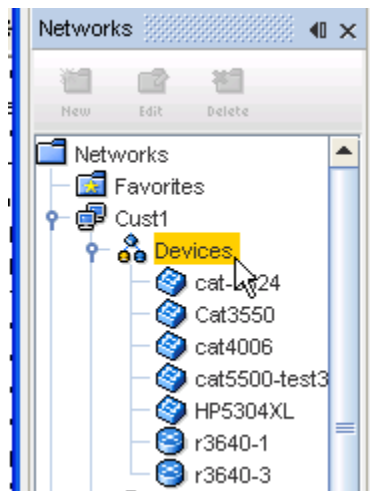 Networks
New Edit Delete
Networks
Favorites
Cust1
Devices
Cat3550
cat4006
cat5500-test3
HP5304XL
r3640-1
r3640-3